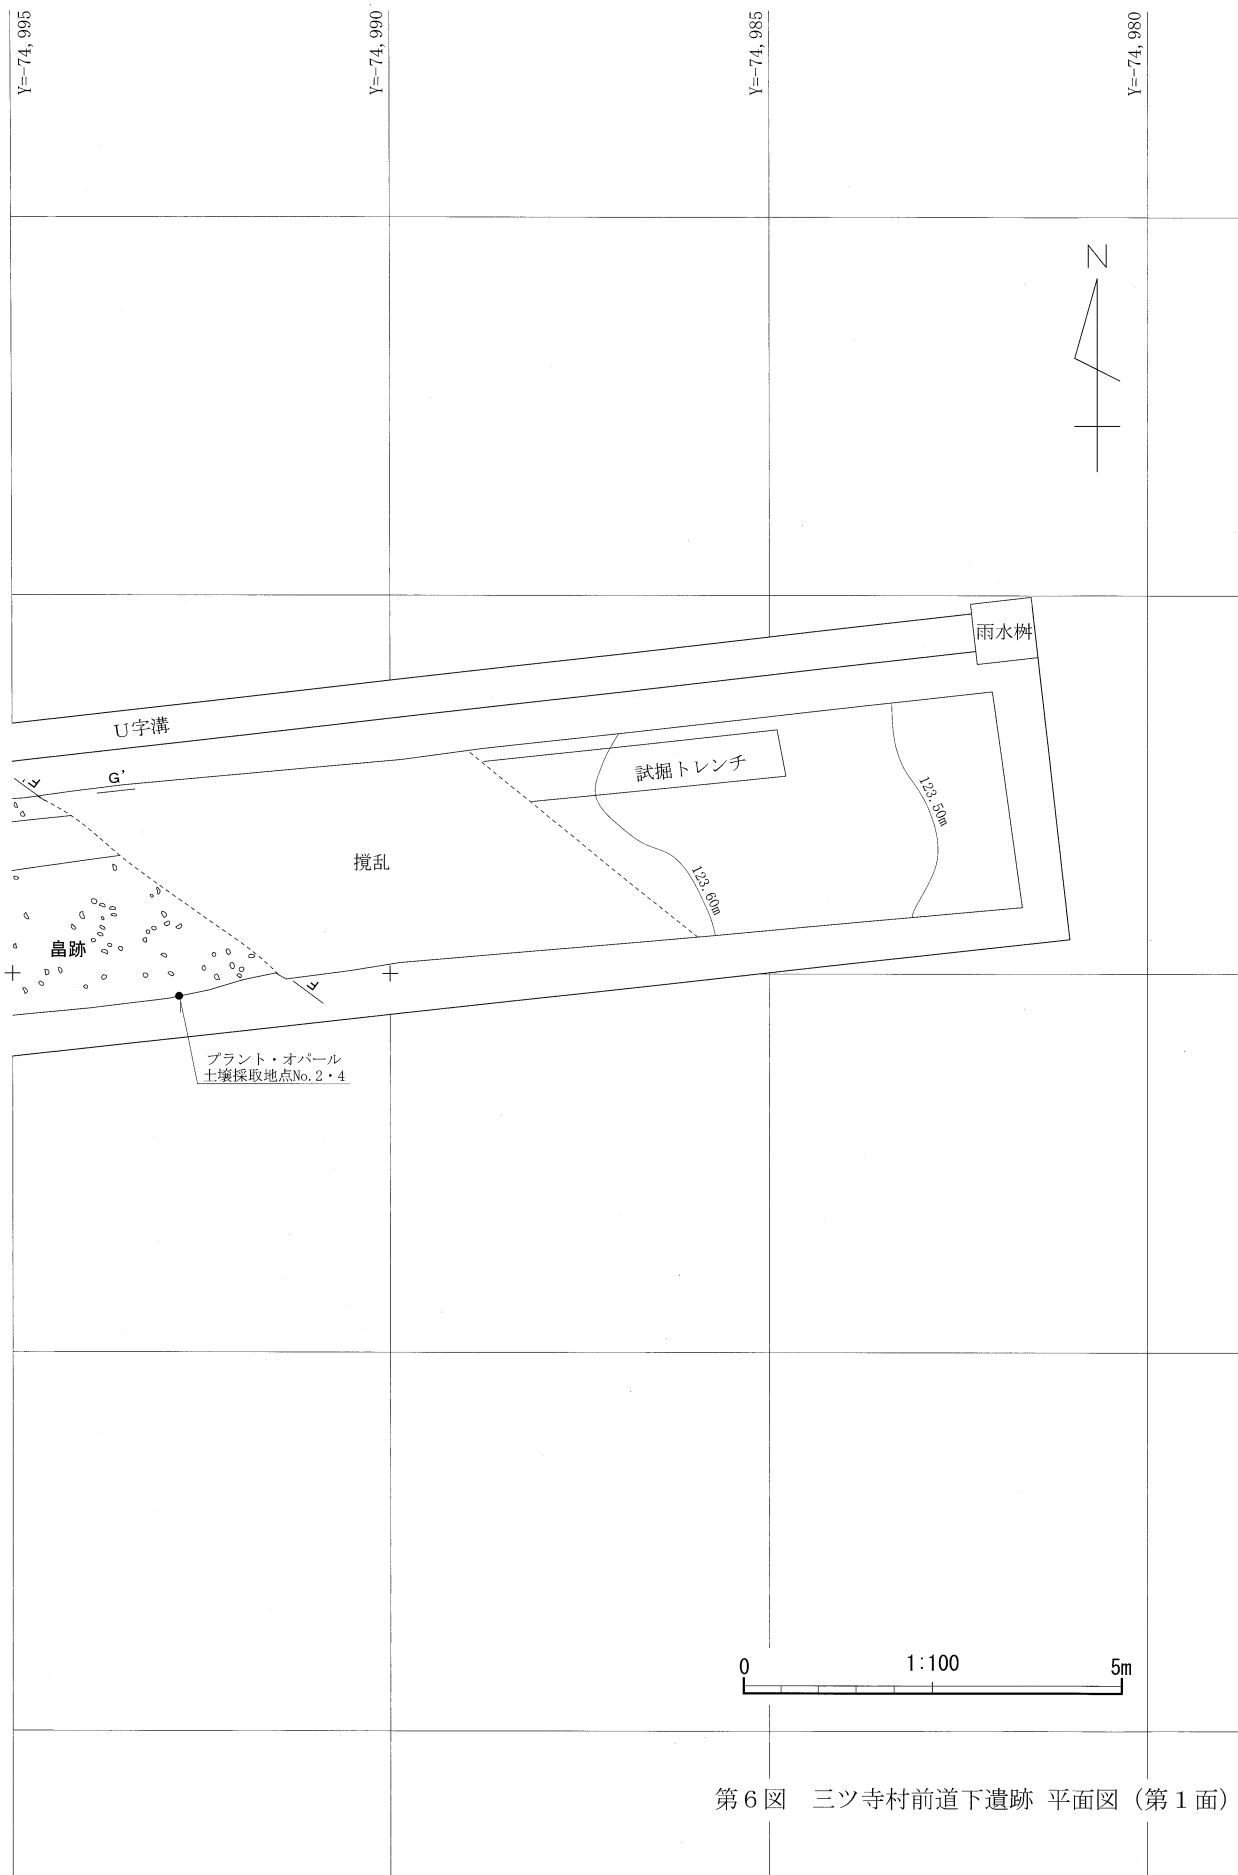 Y=-74,995
Y=-74,990
Y=-74,985
Y=-74,980
N
雨水桝
U字溝
F'
G'
試掘トレンチ
123.50m
撹乱
123.60m
畠跡
F
プラント・オパール
土壌採取地点No.2・4
0 1:100 5m
第6図 三ツ寺村前道下遺跡 平面図（第1面）